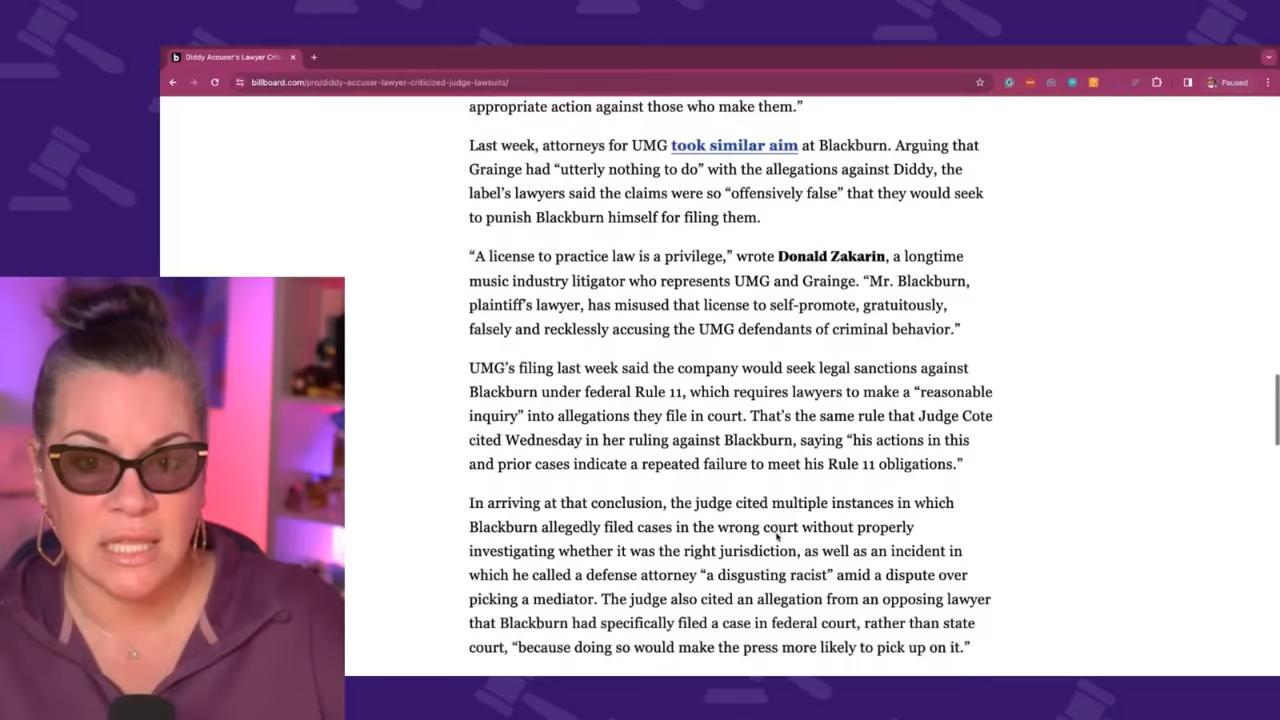 Diddy Accuser's Lawyer Crit
billboard.com/pro/diddy-accuser-lawyer-criticized-judge-lawsuits/
Paused
appropriate action against those who make them.”
Last week, attorneys for UMG took similar aim at Blackburn. Arguing that
Grainge had “utterly nothing to do” with the allegations against Diddy, the
label’s lawyers said the claims were so “offensively false” that they would seek
to punish Blackburn himself for filing them.
“A license to practice law is a privilege,” wrote Donald Zakarin, a longtime
music industry litigator who represents UMG and Grainge. “Mr. Blackburn,
plaintiff’s lawyer, has misused that license to self-promote, gratuitously,
falsely and recklessly accusing the UMG defendants of criminal behavior.”
UMG’s filing last week said the company would seek legal sanctions against
Blackburn under federal Rule 11, which requires lawyers to make a “reasonable
inquiry” into allegations they file in court. That’s the same rule that Judge Cote
cited Wednesday in her ruling against Blackburn, saying “his actions in this
and prior cases indicate a repeated failure to meet his Rule 11 obligations.”
In arriving at that conclusion, the judge cited multiple instances in which
Blackburn allegedly filed cases in the wrong court without properly
investigating whether it was the right jurisdiction, as well as an incident in
which he called a defense attorney “a disgusting racist” amid a dispute over
picking a mediator. The judge also cited an allegation from an opposing lawyer
that Blackburn had specifically filed a case in federal court, rather than state
court, “because doing so would make the press more likely to pick up on it.”